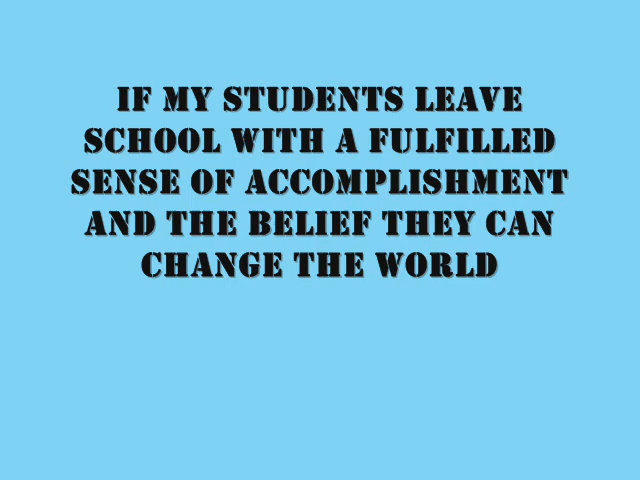 IF MY STUDENTS LEAVE
SCHOOL WITH A FULFILLED
SENSE OF ACCOMPLISHMENT
AND THE BELIEF THEY CAN
CHANGE THE WORLD